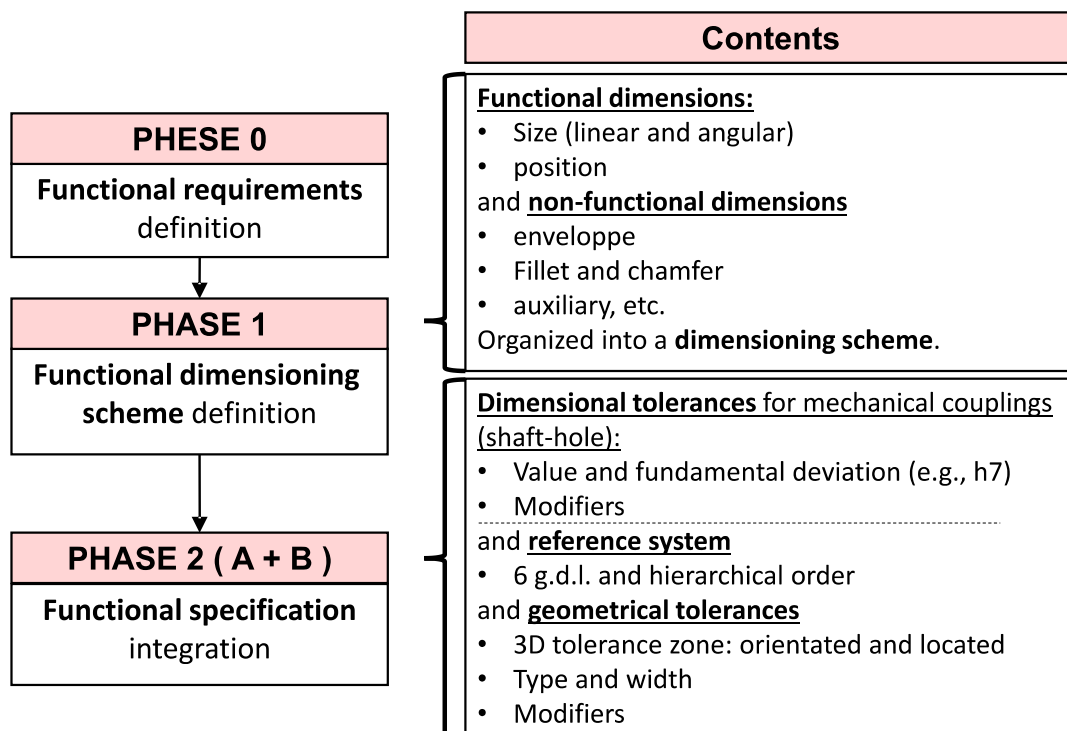 Contents
PHESE 0
Functional requirements
definition
PHASE 1
Functional dimensioning
scheme definition
PHASE 2 ( A + B )
Functional specification
integration
Functional dimensions:
• Size (linear and angular)
• position
and non-functional dimensions
• enveloppe
• Fillet and chamfer
• auxiliary, etc.
Organized into a dimensioning scheme.
Dimensional tolerances for mechanical couplings
(shaft-hole):
• Value and fundamental deviation (e.g., h7)
• Modifiers
and reference system
• 6 g.d.l. and hierarchical order
and geometrical tolerances
• 3D tolerance zone: orientated and located
• Type and width
• Modifiers